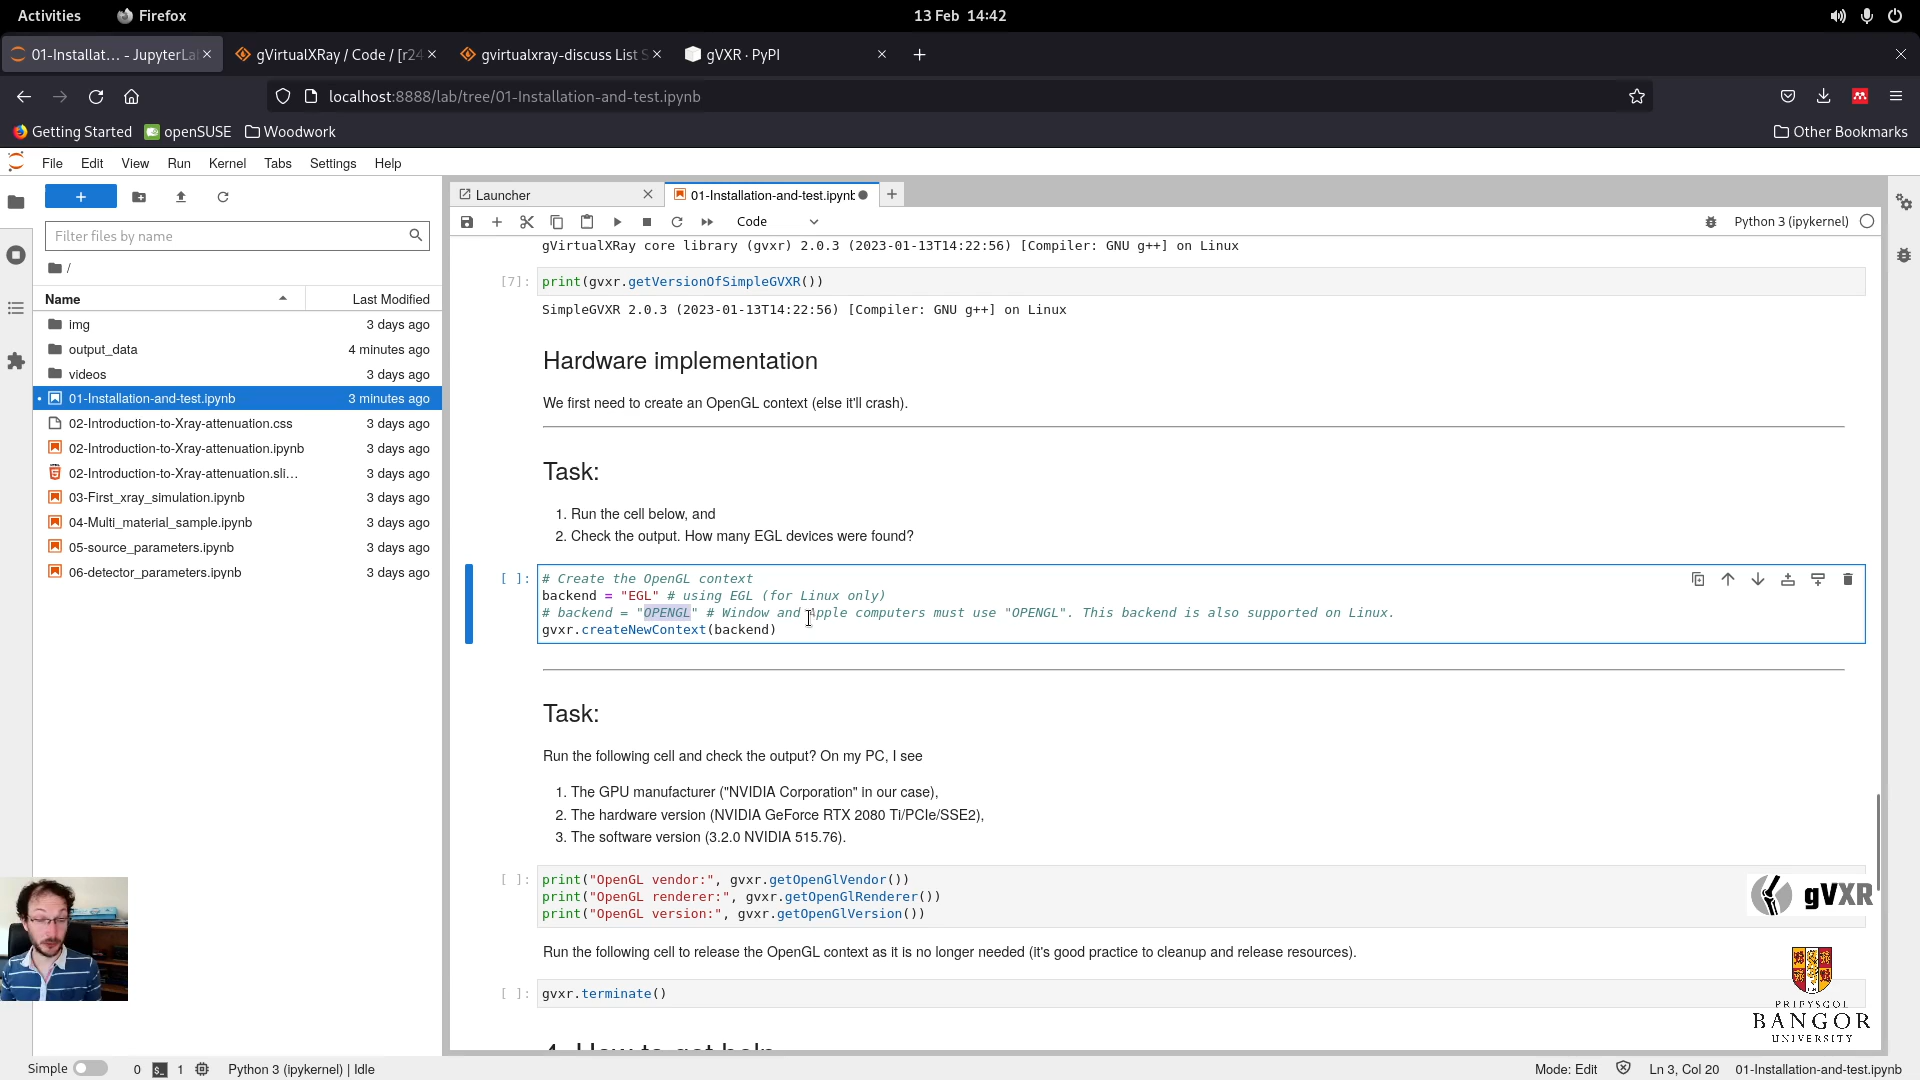 Activities
Firefox
13 Feb 14:42
01-Installat… - JupyterLa
gVirtualXRay / Code / [r24
gvirtualxray-discuss List S
gVXR · PyPI
localhost:8888/lab/tree/01-Installation-and-test.ipynb
Getting Started
openSUSE
Woodwork
Other Bookmarks
File Edit View Run Kernel Tabs Settings Help
Launcher
01-Installation-and-test.ipynb
Code
Python 3 (ipykernel)
Filter files by name
/
Name Last Modified
img 3 days ago
output_data 4 minutes ago
videos 3 days ago
01-Installation-and-test.ipynb 3 minutes ago
02-Introduction-to-Xray-attenuation.css 3 days ago
02-Introduction-to-Xray-attenuation.ipynb 3 days ago
02-Introduction-to-Xray-attenuation.sli… 3 days ago
03-First_xray_simulation.ipynb 3 days ago
04-Multi_material_sample.ipynb 3 days ago
05-source_parameters.ipynb 3 days ago
06-detector_parameters.ipynb 3 days ago
gVirtualXRay core library (gvxr) 2.0.3 (2023-01-13T14:22:56) [Compiler: GNU g++] on Linux
[7]: print(gvxr.getVersionOfSimpleGVXR())
SimpleGVXR 2.0.3 (2023-01-13T14:22:56) [Compiler: GNU g++] on Linux
Hardware implementation
We first need to create an OpenGL context (else it'll crash).
Task:
1. Run the cell below, and
2. Check the output. How many EGL devices were found?
[ ]: # Create the OpenGL context
backend = "EGL" # using EGL (for Linux only)
# backend = "OPENGL" # Window and Apple computers must use "OPENGL". This backend is also supported on Linux.
gvxr.createNewContext(backend)
Task:
Run the following cell and check the output? On my PC, I see
1. The GPU manufacturer ("NVIDIA Corporation" in our case),
2. The hardware version (NVIDIA GeForce RTX 2080 Ti/PCIe/SSE2),
3. The software version (3.2.0 NVIDIA 515.76).
[ ]: print("OpenGL vendor:", gvxr.getOpenGlVendor())
print("OpenGL renderer:", gvxr.getOpenGlRenderer())
print("OpenGL version:", gvxr.getOpenGlVersion())
gVXR
Run the following cell to release the OpenGL context as it is no longer needed (it's good practice to cleanup and release resources).
[ ]: gvxr.terminate()
PRIFYSGOL
BANGOR
UNIVERSITY
4. How to get help
Simple 0 1 Python 3 (ipykernel) | Idle
Mode: Edit Ln 3, Col 20 01-Installation-and-test.ipynb